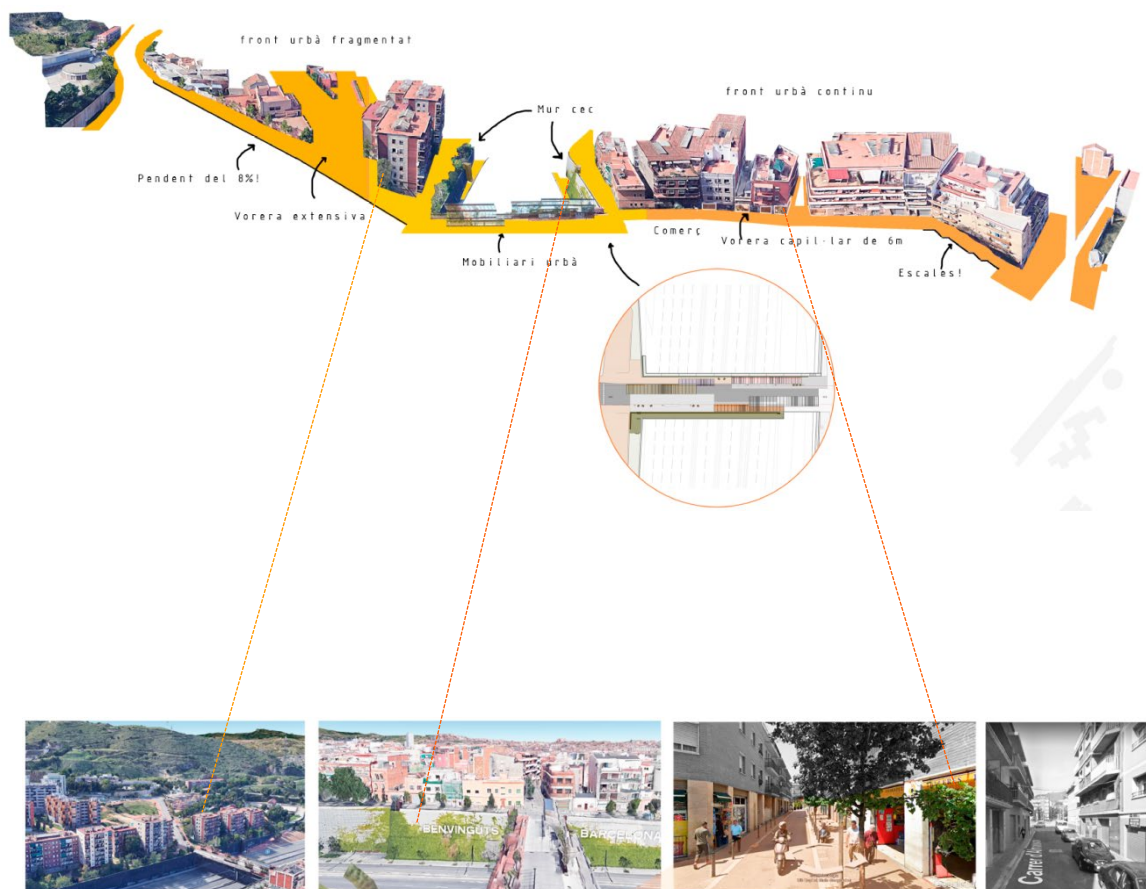 front urbà fragmentat
front urbà continu
Mur cec
Pendent del 8%!
Vorera extensiva
Comerç
Vorera capil·lar de 6m
Mobiliari urbà
Escales!
BENVINGUTS
BARCELONA